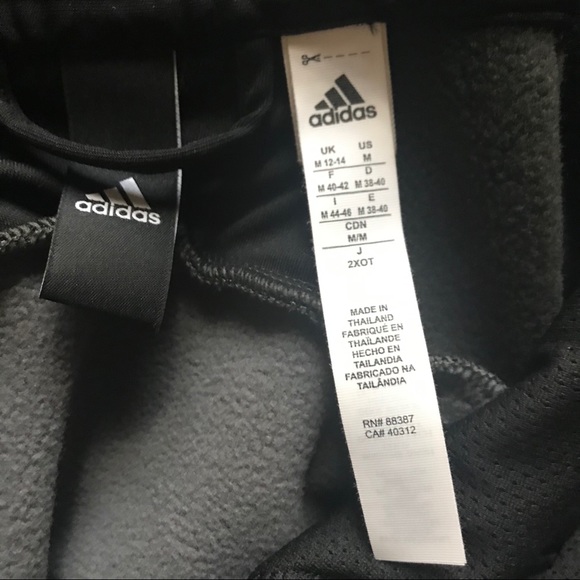 adidas
adidas
UK US
M 12-14 M
F D
M 40-42 M 38-40
I E
M 44-46 M 38-40
CDN
M/M
J
2XOT
MADE IN
THAILAND
FABRIQUÉ EN
THAÏLANDE
HECHO EN
TAILANDIA
FABRICADO NA
TAILÂNDIA
RN# 88387
CA# 40312